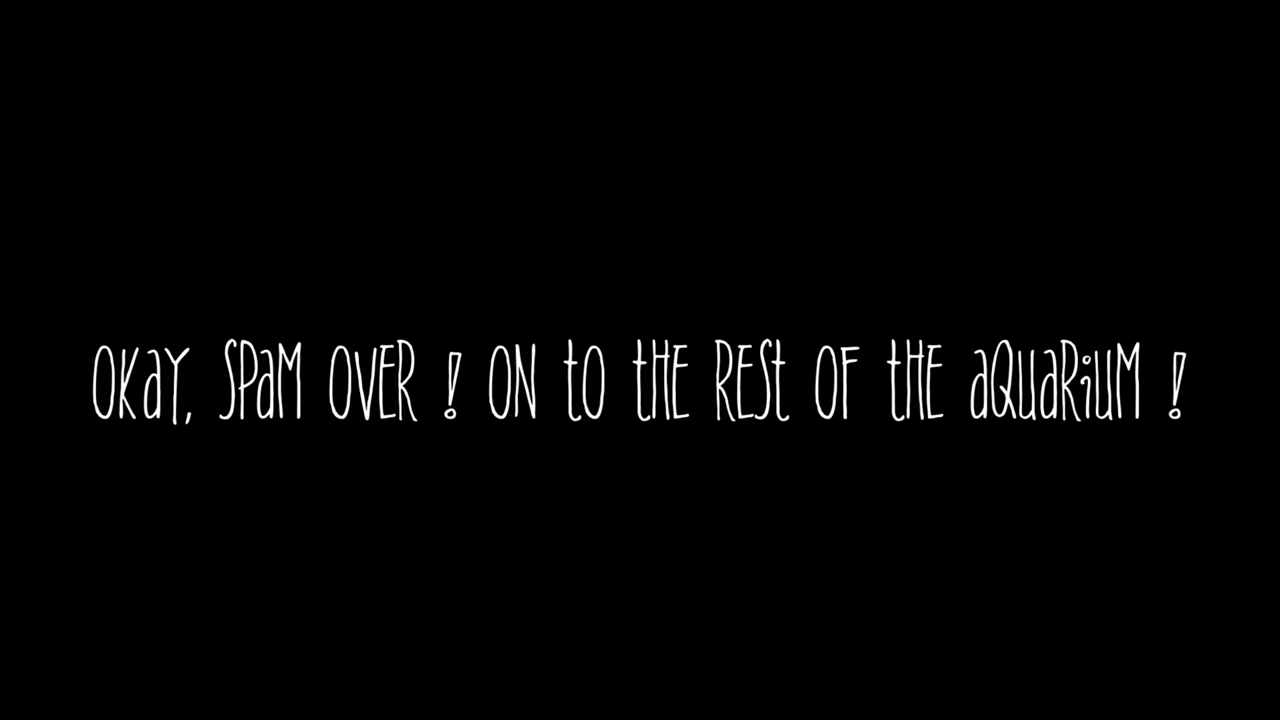 OKaY, SPaM OVER ! ON tO tHE RESt OF tHE aQUaRiUM !